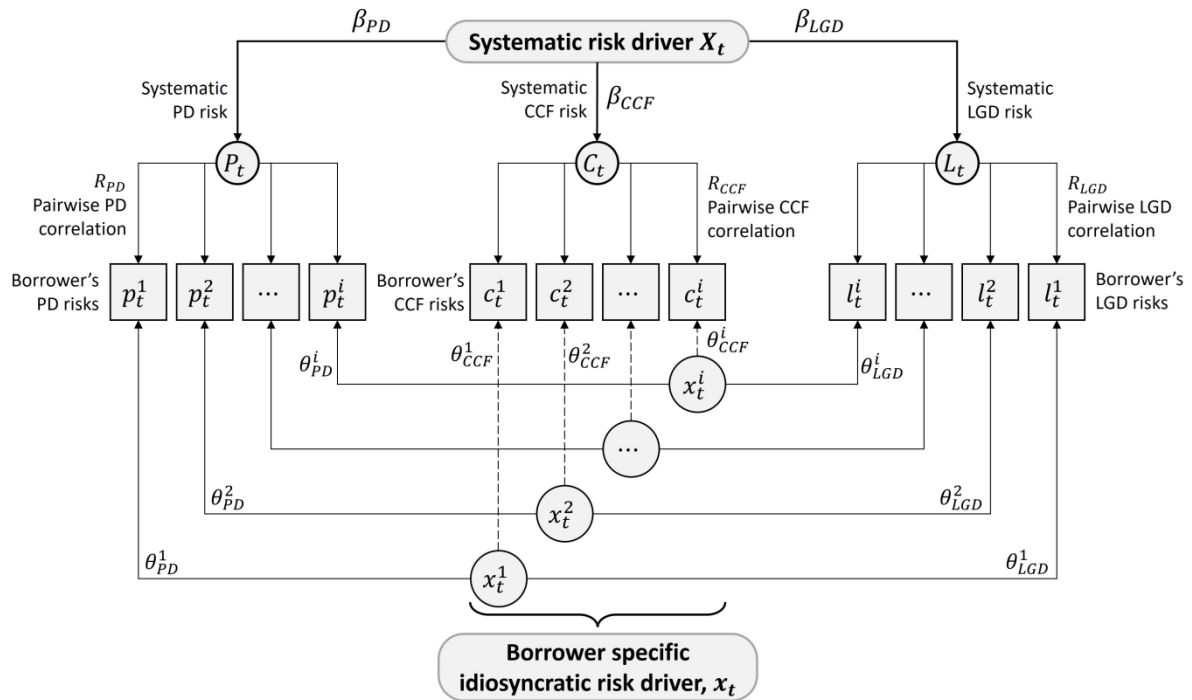 β_PD
Systematic risk driver X_t
β_LGD
Systematic
PD risk
Systematic
CCF risk
β_CCF
Systematic
LGD risk
P_t
C_t
L_t
R_PD
Pairwise PD
correlation
R_CCF
Pairwise CCF
correlation
R_LGD
Pairwise LGD
correlation
Borrower's
PD risks
p_t^1
p_t^2
...
p_t^i
Borrower's
CCF risks
c_t^1
c_t^2
...
c_t^i
l_t^i
...
l_t^2
l_t^1
Borrower's
LGD risks
θ_PD^i
θ_CCF^1
θ_CCF^2
θ_CCF^i
x_t^i
θ_LGD^i
...
θ_PD^2
x_t^2
θ_LGD^2
θ_PD^1
x_t^1
θ_LGD^1
Borrower specific
idiosyncratic risk driver, x_t